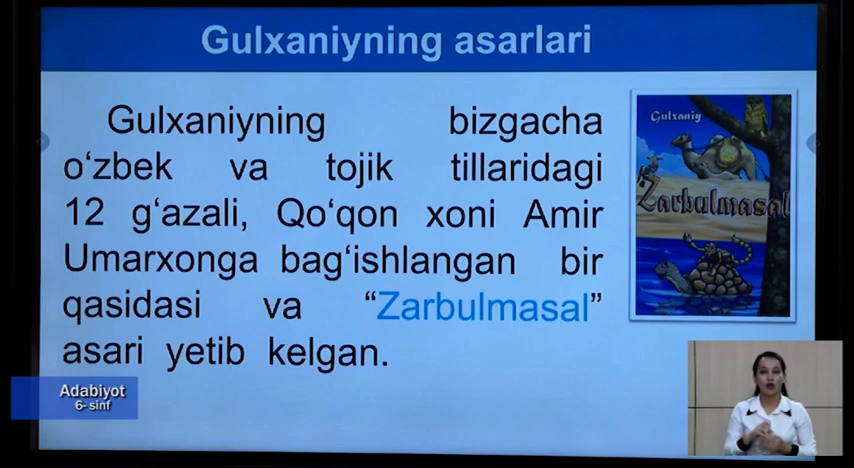 Gulxaniyning asarlari
Gulxaniyning bizgacha
o‘zbek va tojik tillaridagi
12 g‘azali, Qo‘qon xoni Amir
Umarxonga bag‘ishlangan bir
qasidasi va “Zarbulmasal”
asari yetib kelgan.
Gulxaniy
Zarbulmasal
Adabiyot
6- sinf